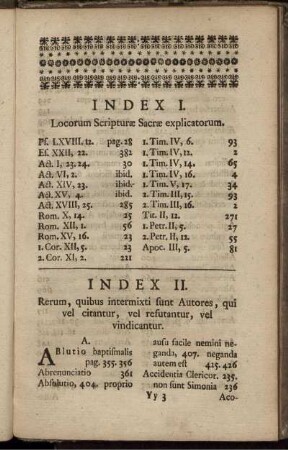 INDEX I.
Locorum Scripturæ Sacræ explicatorum.
Ps. LXVIII, 12. pag. 28
Es. XXII, 22. 382
Act. I, 23. 24. 30
Act. VI, 2. ibid.
Act. XIV, 23. ibid.
Act. XV, 4. ibid.
Act. XVIII, 25. 285
Rom. X, 14. 25
Rom. XII, 1. 56
Rom. XV, 16. 23
1. Cor. XII, 5. 23
2. Cor. XI, 2. 211
1. Tim. IV, 6. 93
1. Tim. IV, 12. 2
1. Tim. IV, 14. 65
1. Tim. IV, 16. 4
1. Tim. V, 17. 34
2. Tim. III, 15. 93
2. Tim. III, 16. 2
Tit. II, 12. 271
1. Petr. II, 5. 27
2. Petr. II, 12. 55
Apoc. III, 5. 81
INDEX II.
Rerum, quibus intermixti sunt Autores, qui
vel citantur, vel refutantur, vel
vindicantur.
A.
ABlutio baptismalis
pag. 355. 356
Abrenunciatio 361
Absolutio, 404. proprio
ausu facile nemini ne-
ganda, 407. neganda
autem est 425. 426
Accidentia Clericor. 235.
non sunt Simonia 236
Yy 3 Aco-